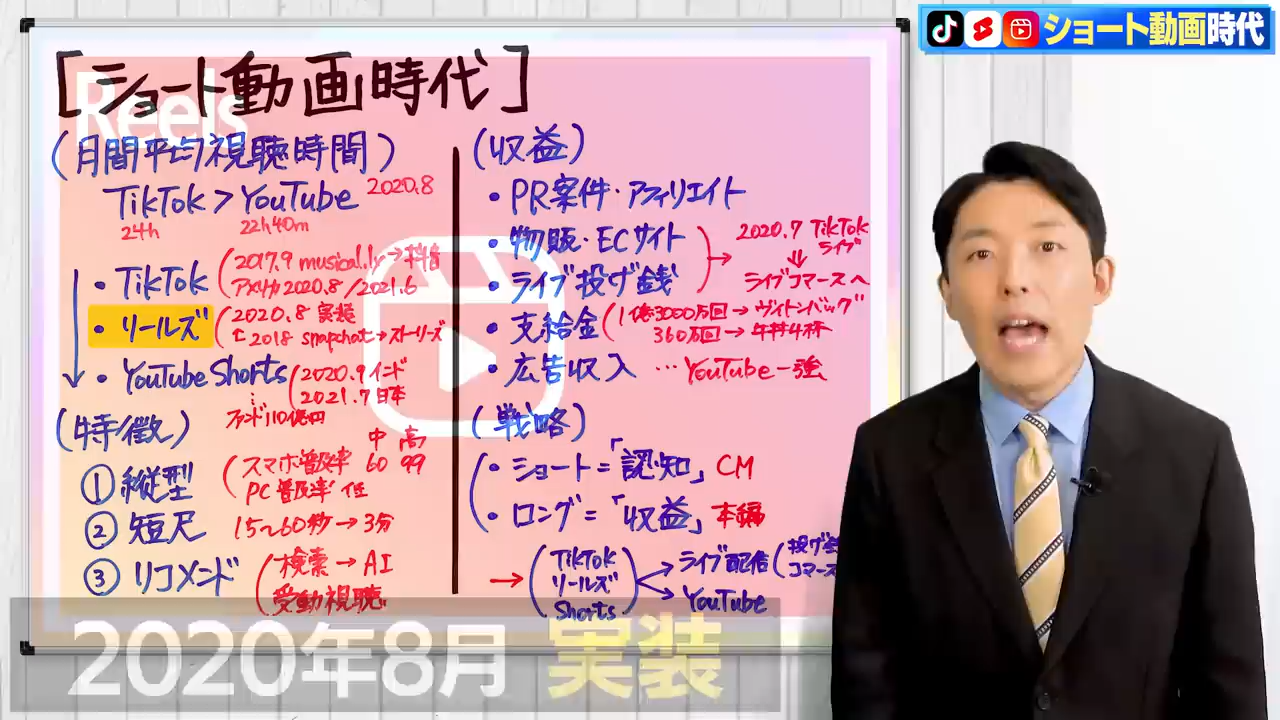 ショート動画時代
[ショート動画時代]
Reels
(月間平均視聴時間)
TikTok > YouTube 2020.8
24h 22h40m
・TikTok (2017.9 musical.ly→抖音
アメリカ2020.8/2021.6
・リールズ (2020.8 実装
↑2018 snapchat→ストーリーズ
・YouTube Shorts (2020.9 インド
2021.7 日本
ファンド110億円
(特徴)
中 高
①縦型 (スマホ普及率 60 99
PC普及率 低
②短尺 15~60秒→3分
③リコメンド (検索→AI
受動視聴
(収益)
・PR案件・アフィリエイト
・物販・ECサイト
2020.7 TikTok
ライブ
・ライブ投げ銭
ライブコマースへ
・支給金 (1億3000万回→ヴィトンバッグ
360万回→牛丼4杯
・広告収入 …YouTube一強
(戦略)
・ショート=「認知」CM
・ロング=「収益」本編
→(TikTok
リールズ
Shorts)
→ライブ配信(投げ銭
コマース
→YouTube
2020年8月 実装